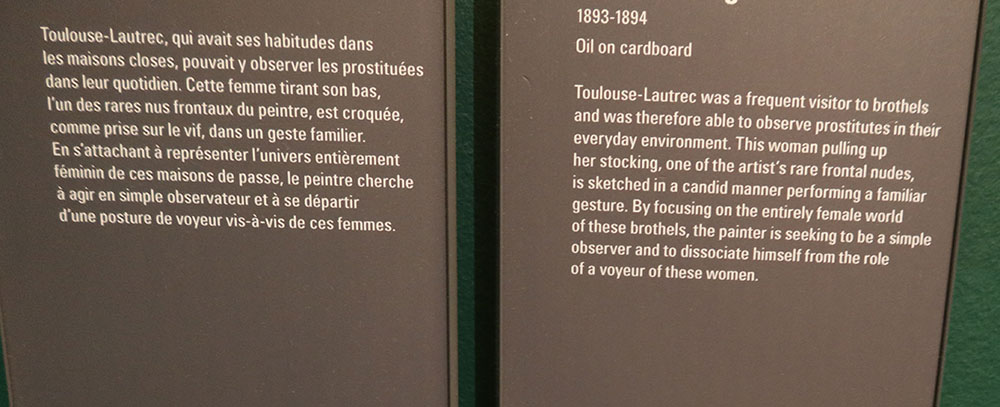 Toulouse-Lautrec, qui avait ses habitudes dans
les maisons closes, pouvait y observer les prostituées
dans leur quotidien. Cette femme tirant son bas,
l'un des rares nus frontaux du peintre, est croquée,
comme prise sur le vif, dans un geste familier.
En s'attachant à représenter l'univers entièrement
féminin de ces maisons de passe, le peintre cherche
à agir en simple observateur et à se départir
d'une posture de voyeur vis-à-vis de ces femmes.
1893-1894
Oil on cardboard
Toulouse-Lautrec was a frequent visitor to brothels
and was therefore able to observe prostitutes in their
everyday environment. This woman pulling up
her stocking, one of the artist's rare frontal nudes,
is sketched in a candid manner performing a familiar
gesture. By focusing on the entirely female world
of these brothels, the painter is seeking to be a simple
observer and to dissociate himself from the role
of a voyeur of these women.